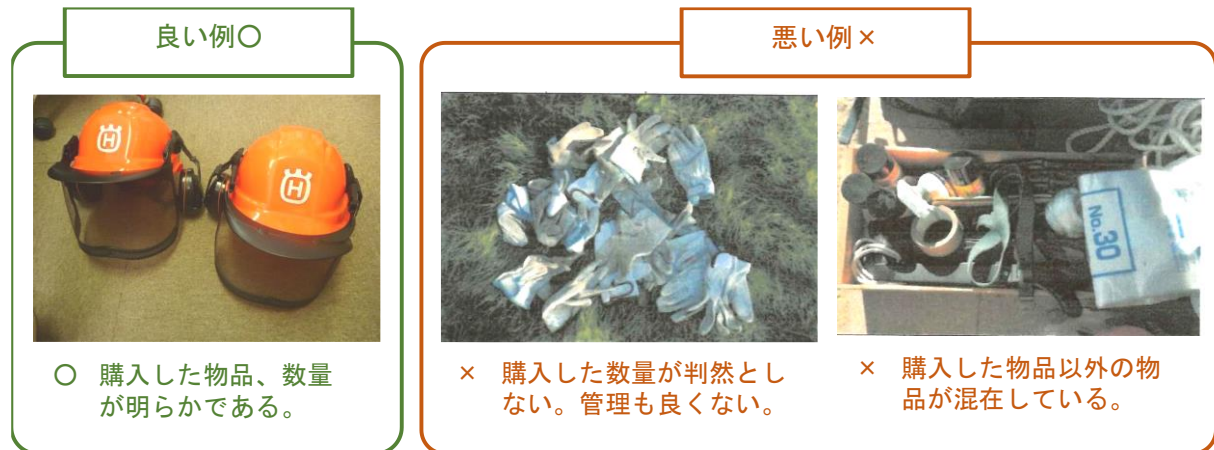 良い例○
悪い例×
H
H
No.30
○ 購入した物品、数量
が明らかである。
× 購入した数量が判然とし
ない。管理も良くない。
× 購入した物品以外の物
品が混在している。